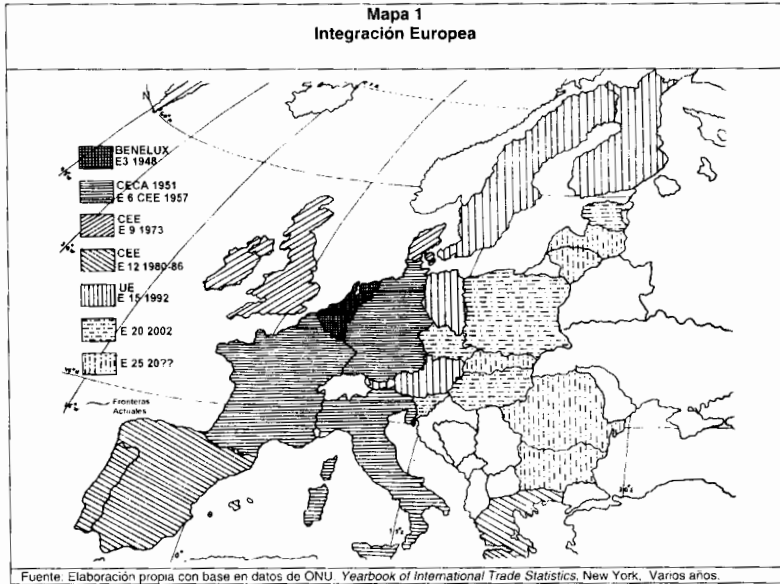 Mapa 1
Integración Europea
N
BENELUX
E3 1948
CECA 1951
E 6 CEE 1957
CEE
E 9 1973
CEE
E 12 1980-86
UE
E 15 1992
E 20 2002
E 25 20??
Fronteras
Actuales
0°
Fuente: Elaboración propia con base en datos de ONU. Yearbook of International Trade Statistics, New York, Varios años.